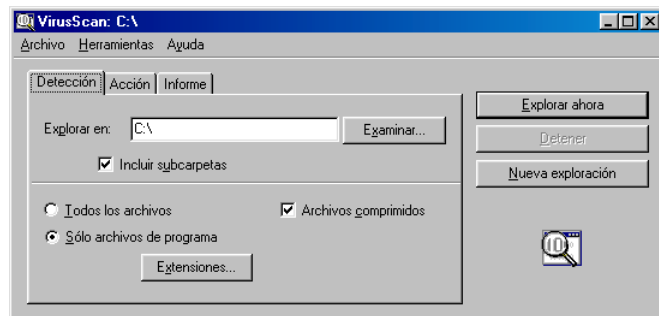 VirusScan: C:\
Archivo Herramientas Ayuda
Detección Acción Informe
Explorar en: C:\ Examinar...
Incluir subcarpetas
Todos los archivos Archivos comprimidos
Sólo archivos de programa
Extensiones...
Explorar ahora
Detener
Nueva exploración